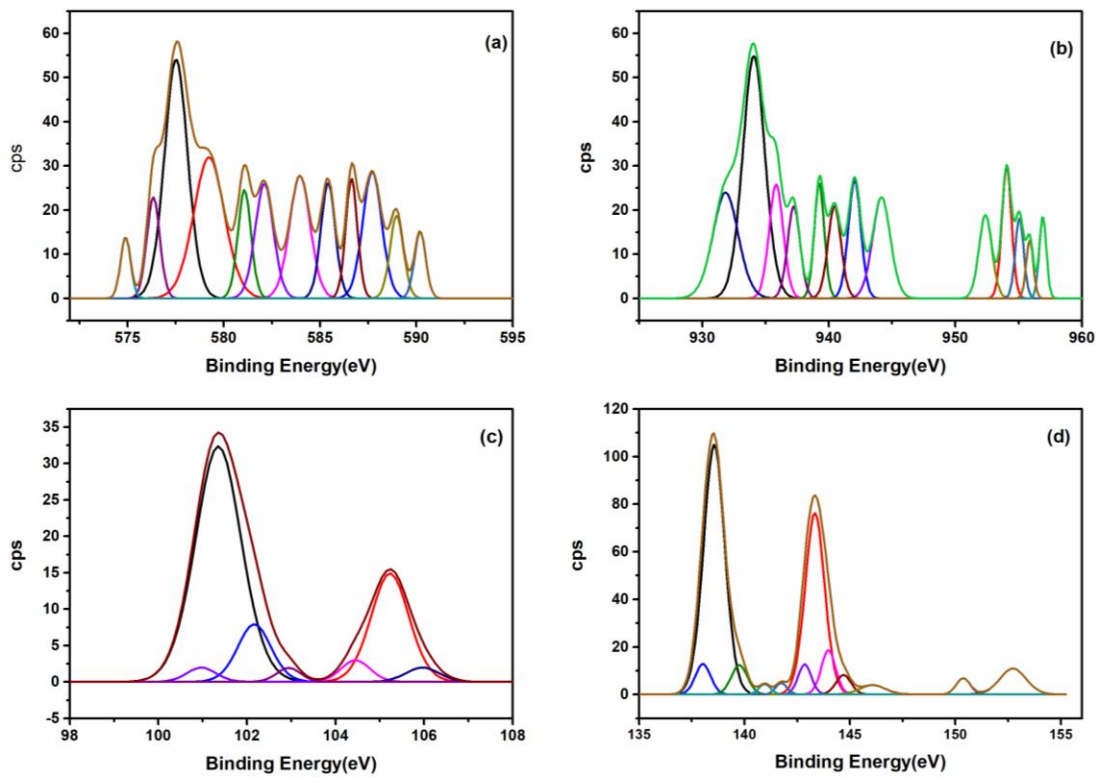 (a)
cps
60
50
40
30
20
10
0
575 580 585 590 595
Binding Energy(eV)
(b)
cps
60
50
40
30
20
10
0
930 940 950 960
Binding Energy(eV)
(c)
cps
35
30
25
20
15
10
5
0
-5
98 100 102 104 106 108
Binding Energy(eV)
(d)
cps
120
100
80
60
40
20
0
135 140 145 150 155
Binding Energy(eV)